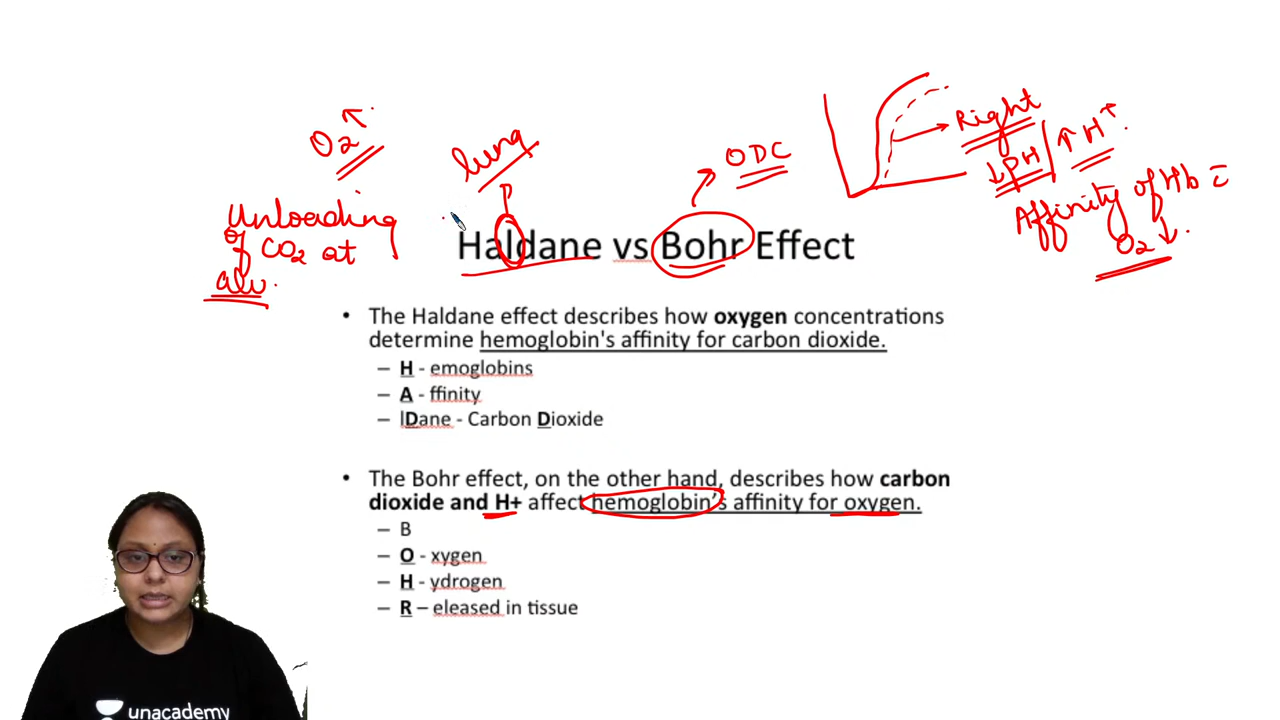 O2 ↑
lung
ODC
Right
↓ PH / ↑ H↑
Affinity of Hb =
O2 ↓
Unloading
of CO2 at
alv.
Haldane vs Bohr Effect
• The Haldane effect describes how oxygen concentrations
determine hemoglobin's affinity for carbon dioxide.
– H - emoglobins
– A - ffinity
– lDane - Carbon Dioxide
• The Bohr effect, on the other hand, describes how carbon
dioxide and H+ affect hemoglobin's affinity for oxygen.
– B
– O - xygen
– H - ydrogen
– R – eleased in tissue
unacademy